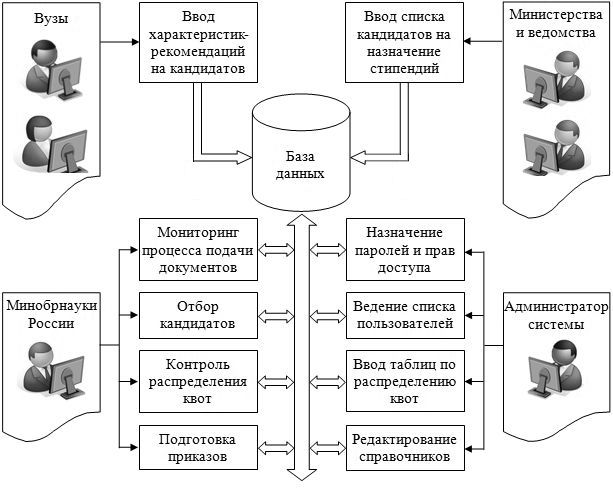 Вузы
Ввод
характеристик-
рекомендаций
на кандидатов
Ввод списка
кандидатов на
назначение
стипендий
Министерства
и ведомства
База
данных
Мониторинг
процесса подачи
документов
Назначение
паролей и прав
доступа
Минобрнауки
России
Отбор
кандидатов
Ведение списка
пользователей
Администратор
системы
Контроль
распределения
квот
Ввод таблиц по
распределению
квот
Подготовка
приказов
Редактирование
справочников